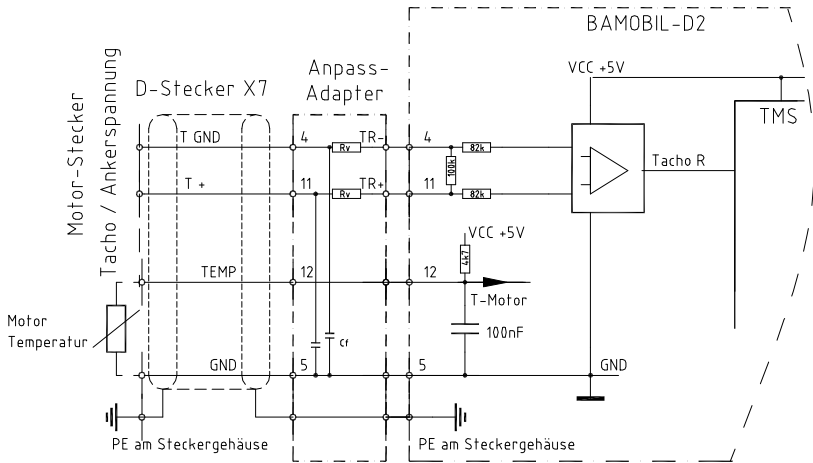 BAMOBIL-D2
Anpass-
Adapter
D-Stecker X7
Motor-Stecker
Tacho / Ankerspannung
VCC +5V
TMS
T GND
4
Rv
TR-
4
82k
100k
Tacho R
T +
11
Rv
TR+
11
82k
VCC +5V
4k7
TEMP
12
12
T-Motor
Motor
Temperatur
Cf
100nF
GND
5
5
GND
PE am Steckergehäuse
PE am Steckergehäuse